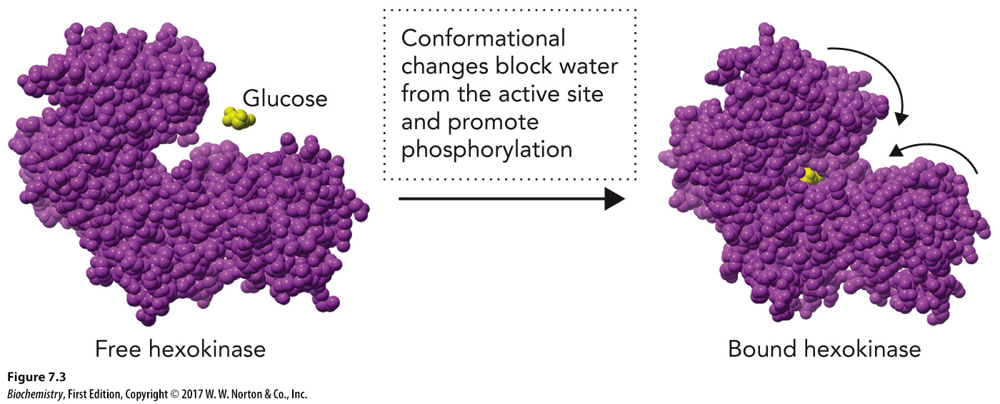 Glucose
Conformational
changes block water
from the active site
and promote
phosphorylation
Free hexokinase
Bound hexokinase
Figure 7.3
Biochemistry, First Edition, Copyright © 2017 W. W. Norton & Co., Inc.